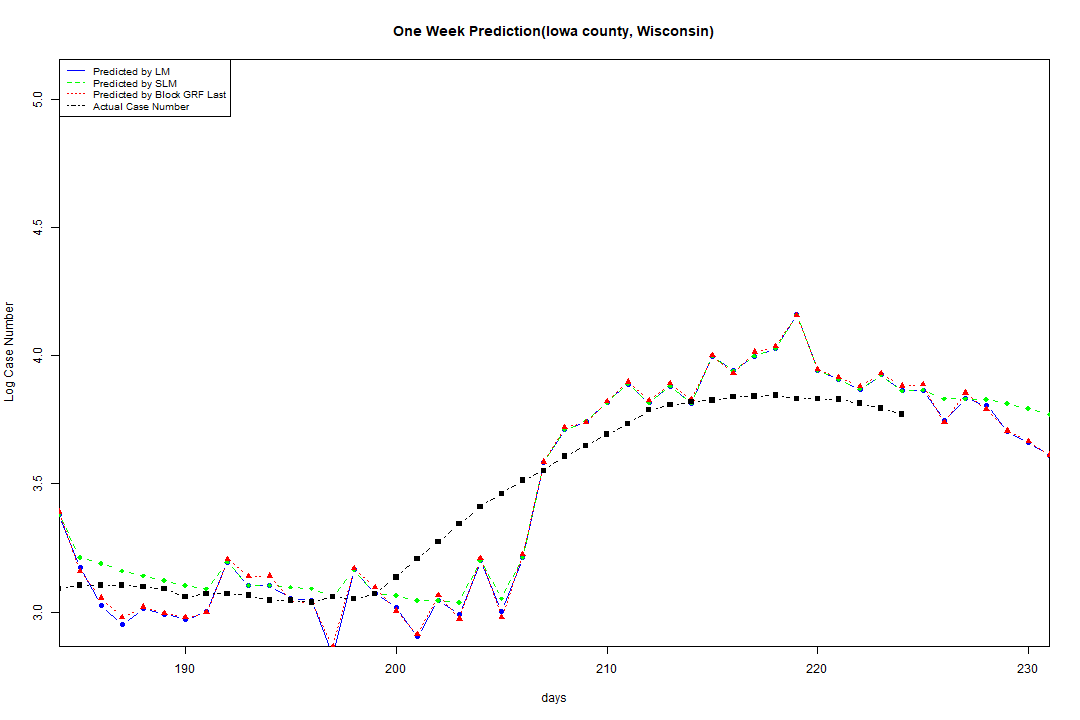 One Week Prediction(Iowa county, Wisconsin)
Predicted by LM
Predicted by SLM
Predicted by Block GRF Last
Actual Case Number
Log Case Number
5.0
4.5
4.0
3.5
3.0
190 200 210 220 230
days